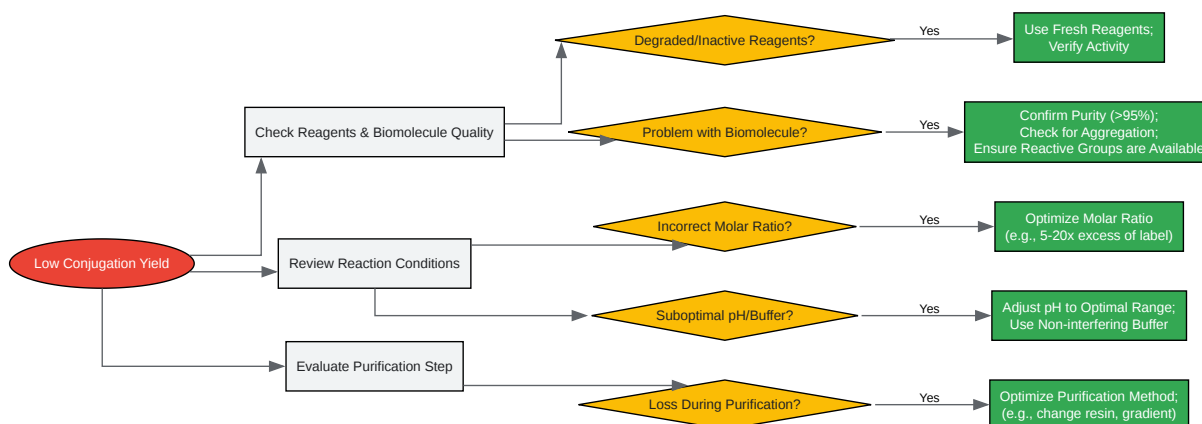 Degraded/Inactive Reagents?
Yes
Use Fresh Reagents;
Verify Activity
Check Reagents & Biomolecule Quality
Problem with Biomolecule?
Yes
Confirm Purity (>95%);
Check for Aggregation;
Ensure Reactive Groups are Available
Incorrect Molar Ratio?
Yes
Optimize Molar Ratio
(e.g., 5-20x excess of label)
Low Conjugation Yield
Review Reaction Conditions
Suboptimal pH/Buffer?
Yes
Adjust pH to Optimal Range;
Use Non-interfering Buffer
Evaluate Purification Step
Loss During Purification?
Yes
Optimize Purification Method;
(e.g., change resin, gradient)